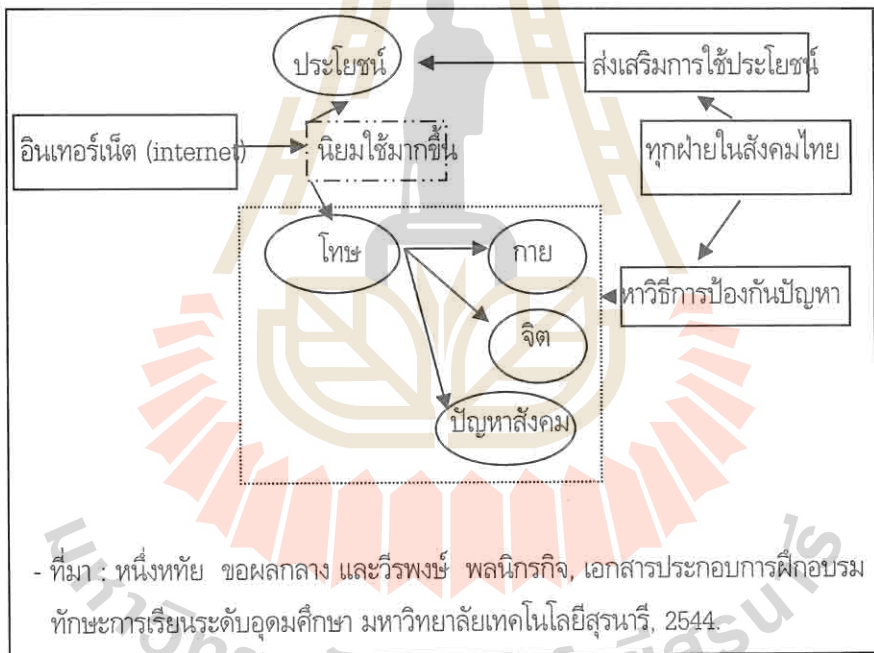 ประโยชน์
ส่งเสริมการใช้ประโยชน์
อินเทอร์เน็ต (internet)
นิยมใช้มากขึ้น
ทุกฝ่ายในสังคมไทย
โทษ
กาย
หาวิธีการป้องกันปัญหา
จิต
ปัญหาสังคม
- ที่มา : หนึ่งหทัย ขอผลกลาง และวีรพงษ์ พลนิกรกิจ, เอกสารประกอบการฝึกอบรม
ทักษะการเรียนระดับอุดมศึกษา มหาวิทยาลัยเทคโนโลยีสุรนารี, 2544.